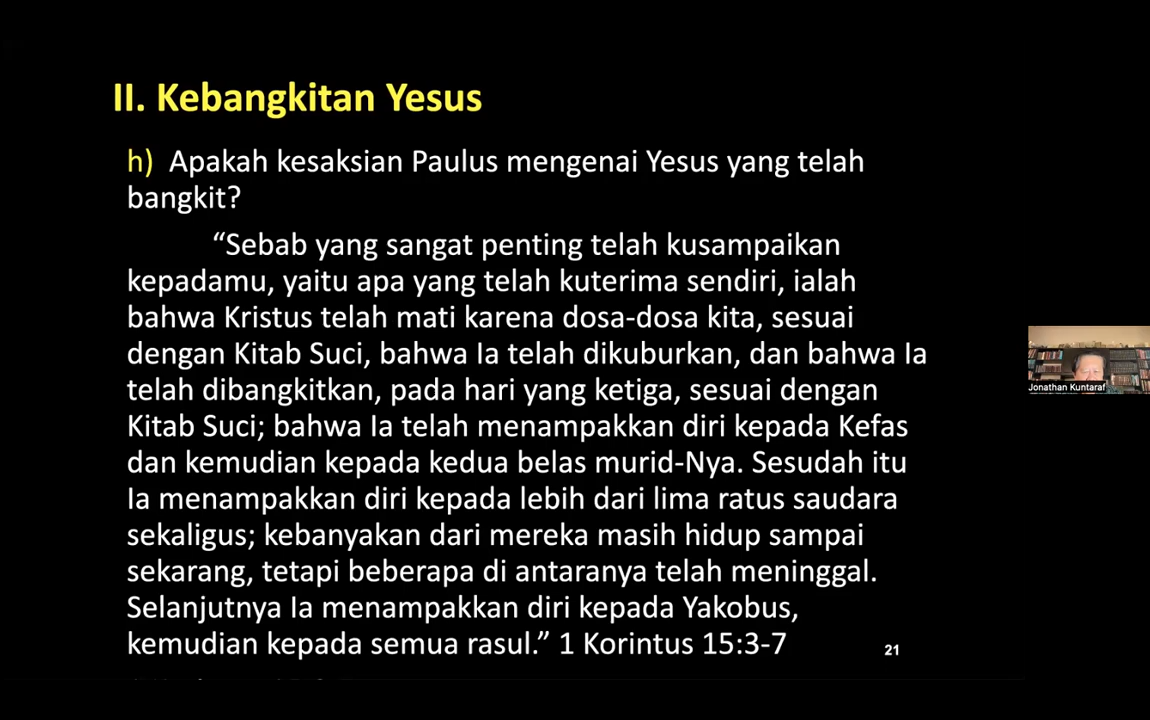 II. Kebangkitan Yesus
h) Apakah kesaksian Paulus mengenai Yesus yang telah
bangkit?
“Sebab yang sangat penting telah kusampaikan
kepadamu, yaitu apa yang telah kuterima sendiri, ialah
bahwa Kristus telah mati karena dosa-dosa kita, sesuai
dengan Kitab Suci, bahwa Ia telah dikuburkan, dan bahwa Ia
telah dibangkitkan, pada hari yang ketiga, sesuai dengan
Kitab Suci; bahwa Ia telah menampakkan diri kepada Kefas
dan kemudian kepada kedua belas murid-Nya. Sesudah itu
Ia menampakkan diri kepada lebih dari lima ratus saudara
sekaligus; kebanyakan dari mereka masih hidup sampai
sekarang, tetapi beberapa di antaranya telah meninggal.
Selanjutnya Ia menampakkan diri kepada Yakobus,
kemudian kepada semua rasul.” 1 Korintus 15:3-7
21
Jonathan Kuntaraf